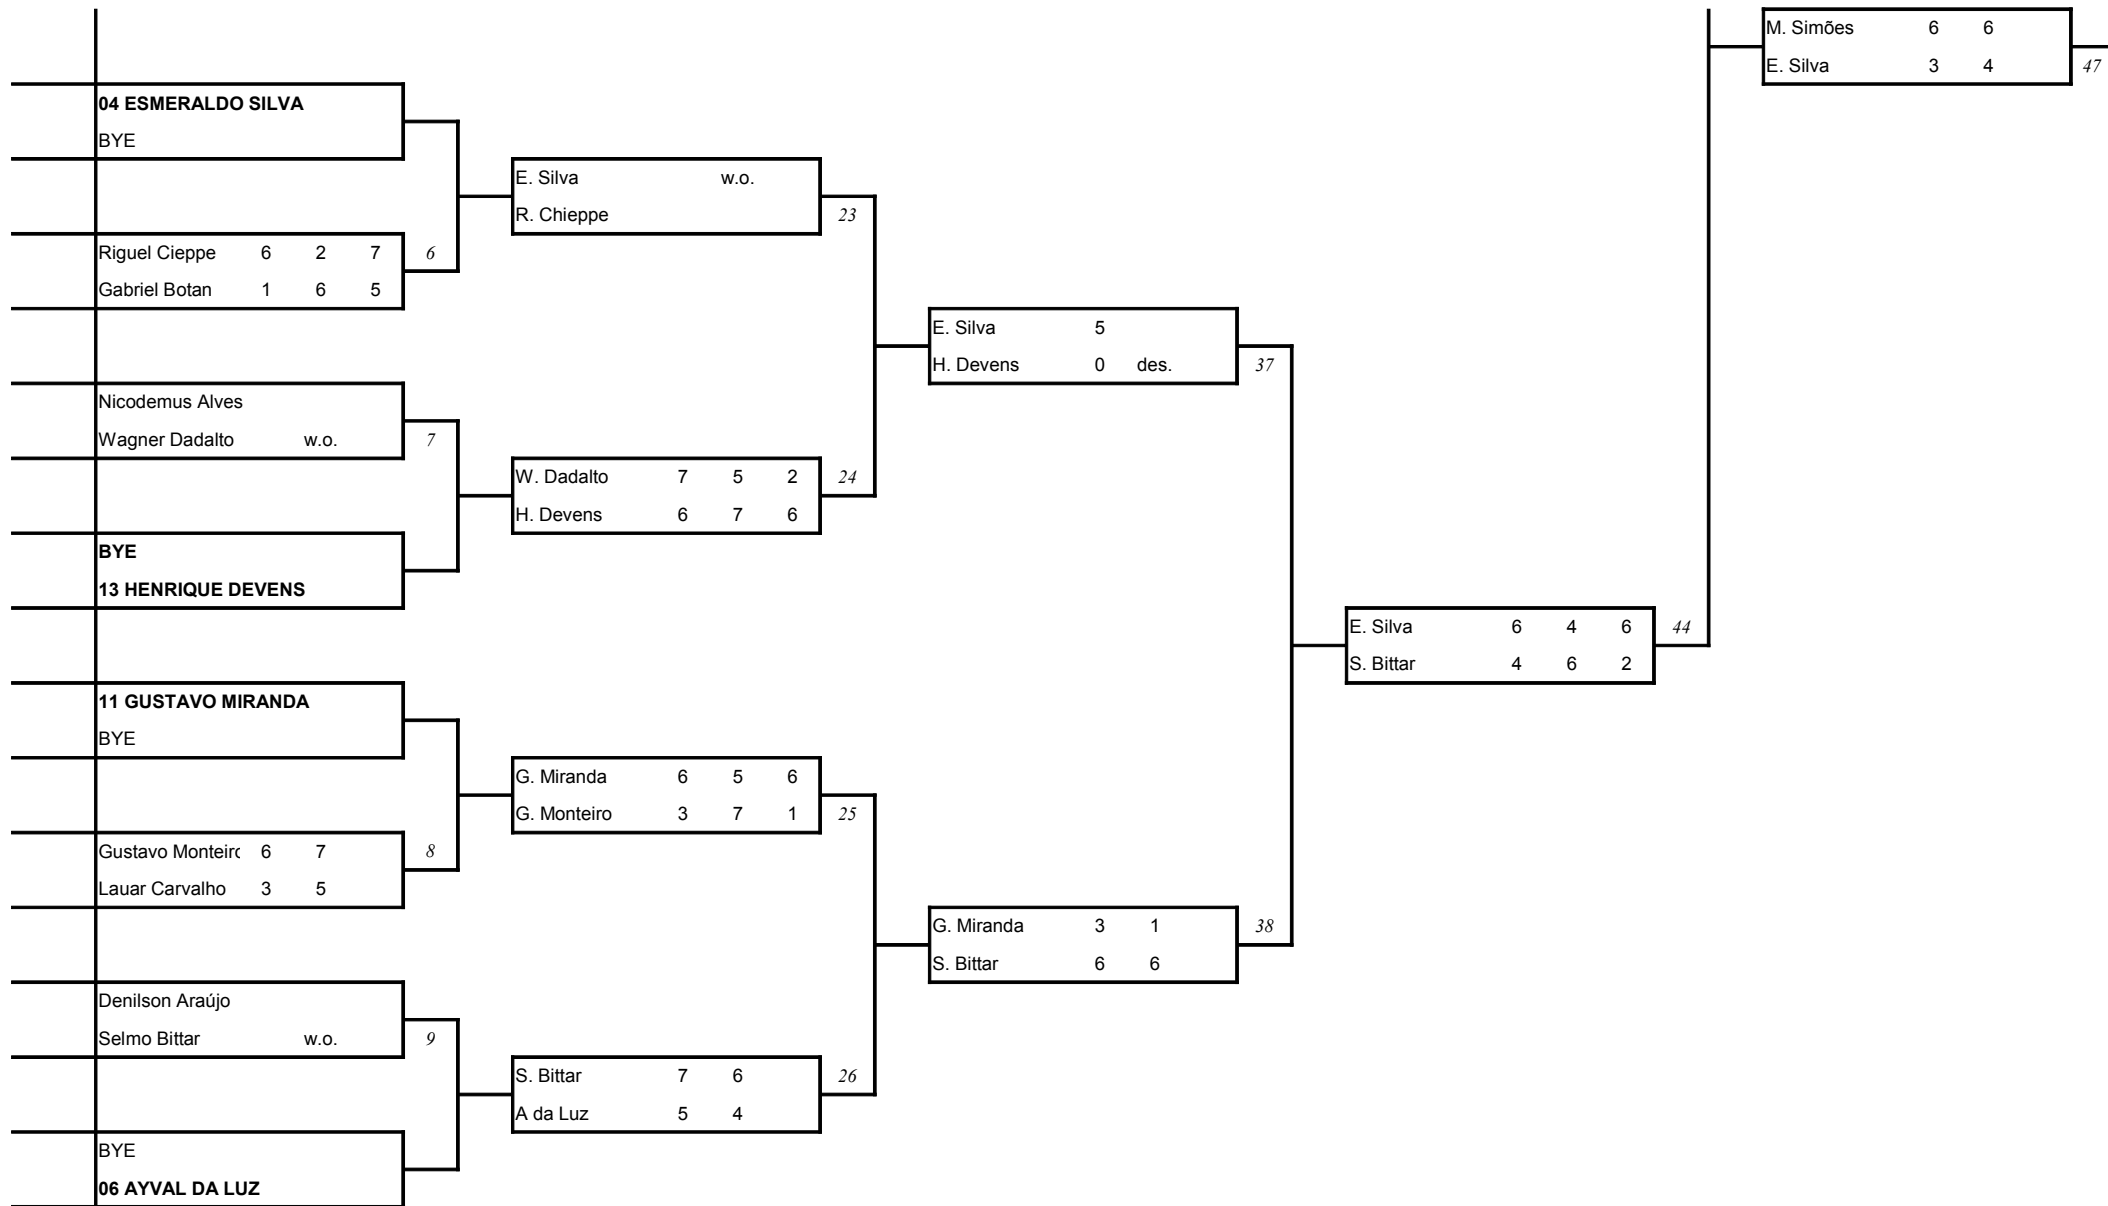 M. Simões 6 6
E. Silva 3 4 47
04 ESMERALDO SILVA
BYE
E. Silva w.o.
R. Chieppe 23
Riguel Cieppe 6 2 7 6
Gabriel Botan 1 6 5
E. Silva 5
H. Devens 0 des. 37
Nicodemus Alves
Wagner Dadalto w.o. 7
W. Dadalto 7 5 2 24
H. Devens 6 7 6
BYE
13 HENRIQUE DEVENS
E. Silva 6 4 6 44
S. Bittar 4 6 2
11 GUSTAVO MIRANDA
BYE
G. Miranda 6 5 6
G. Monteiro 3 7 1 25
Gustavo Monteiro 6 7 8
Lauar Carvalho 3 5
G. Miranda 3 1 38
S. Bittar 6 6
Denilson Araújo
Selmo Bittar w.o. 9
S. Bittar 7 6 26
A da Luz 5 4
BYE
06 AYVAL DA LUZ